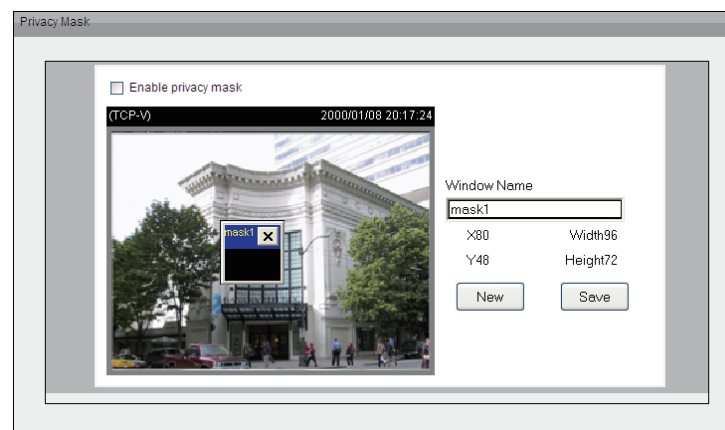 Privacy Mask
Enable privacy mask
(TCP-V) 2000/01/08 20:17:24
mask1
Window Name
mask1
X80 Width96
Y48 Height72
New Save